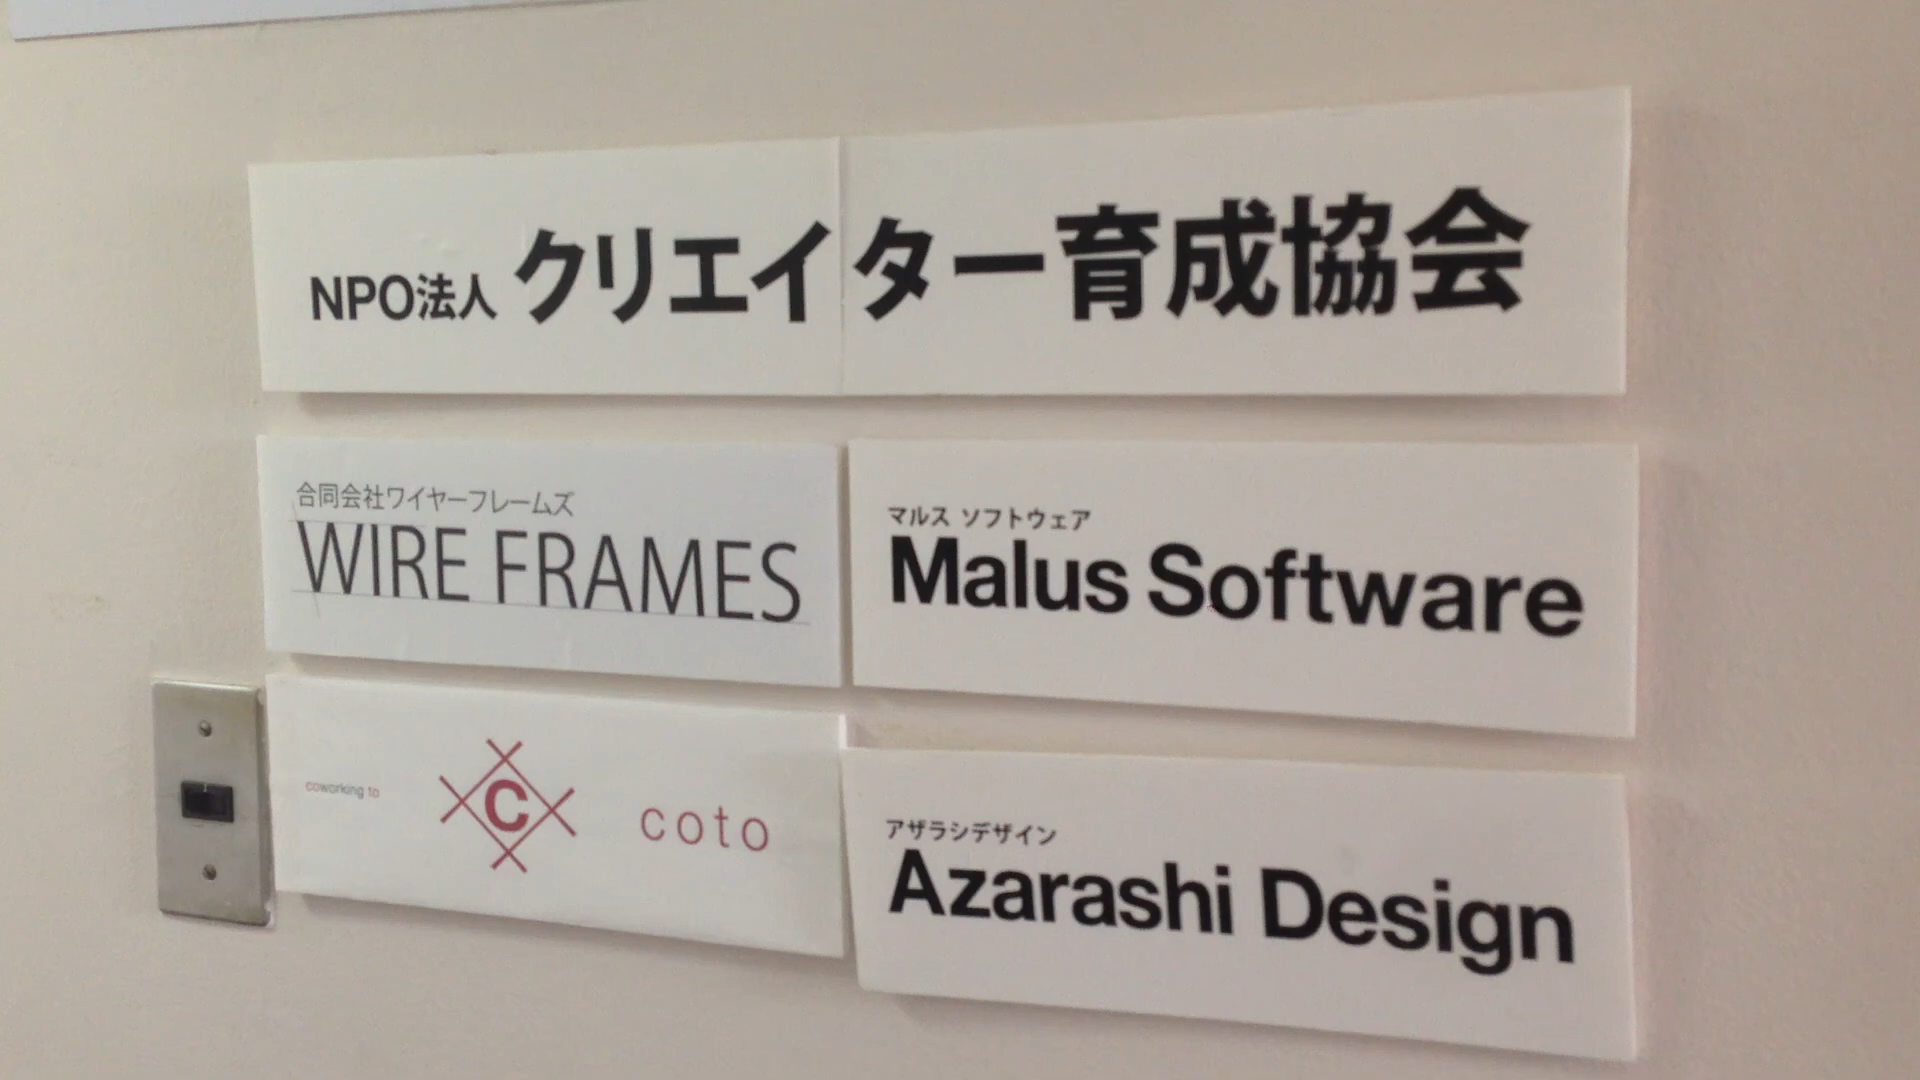 NPO法人 クリエイター育成協会
合同会社ワイヤーフレームズ
WIRE FRAMES
マルス ソフトウェア
Malus Software
coworking to
C
coto
アザラシデザイン
Azarashi Design